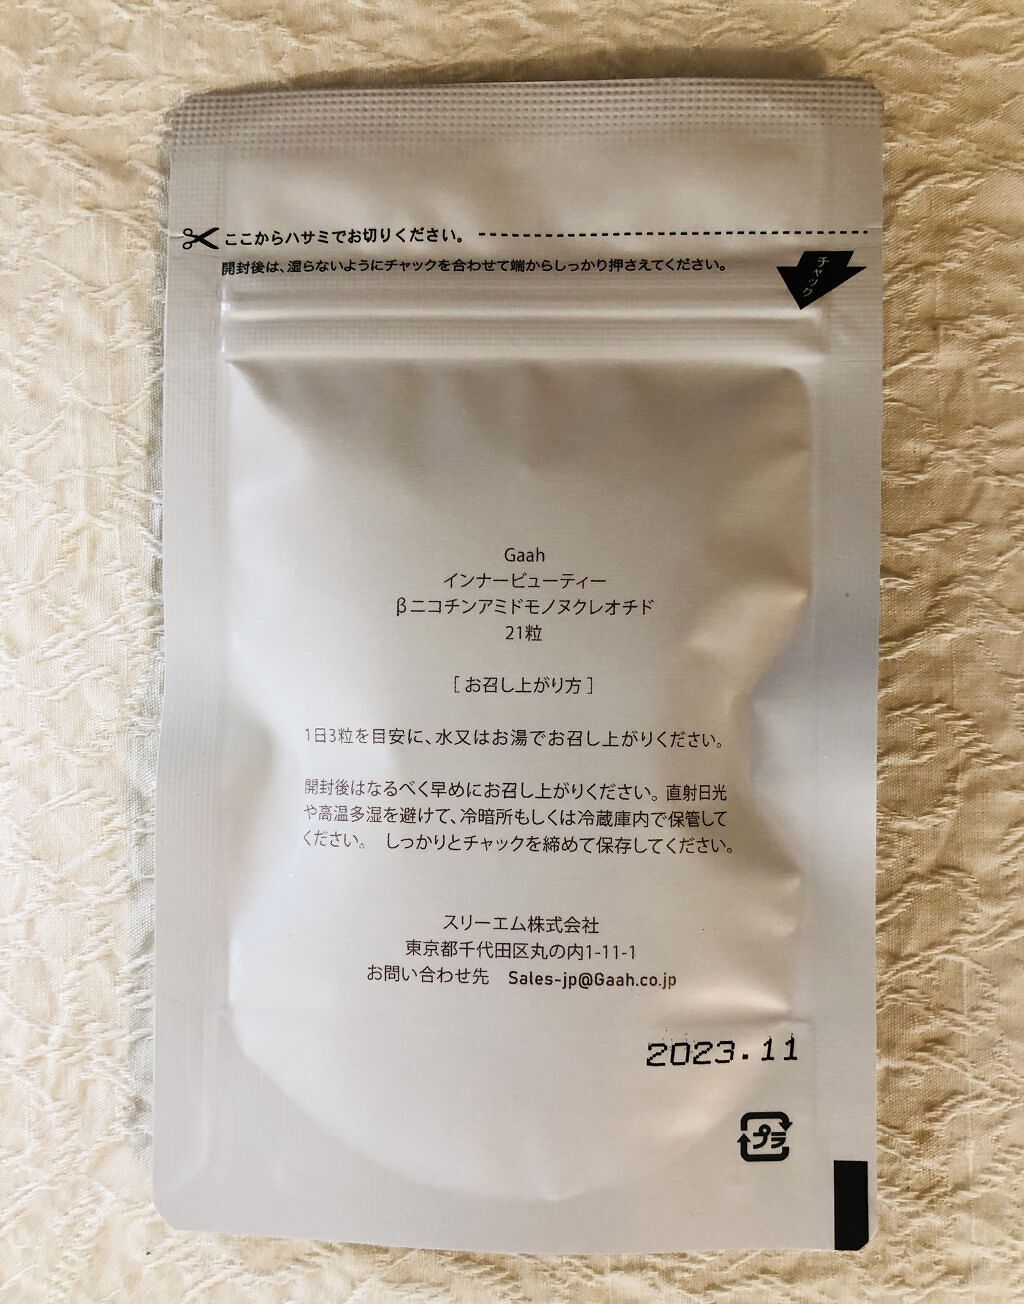 ここからハサミでお切りください。
開封後は、湿らないようにチャックを合わせて端からしっかり押さえてください。
チャック
Gaah
インナービューティー
βニコチンアミドモノヌクレオチド
21粒
[ お召し上がり方 ]
1日3粒を目安に、水又はお湯でお召し上がりください。
開封後はなるべく早めにお召し上がりください。直射日光
や高温多湿を避けて、冷暗所もしくは冷蔵庫内で保管して
ください。 しっかりとチャックを締めて保存してください。
スリーエム株式会社
東京都千代田区丸の内1-11-1
お問い合わせ先 Sales-jp@Gaah.co.jp
2023.11
プラ